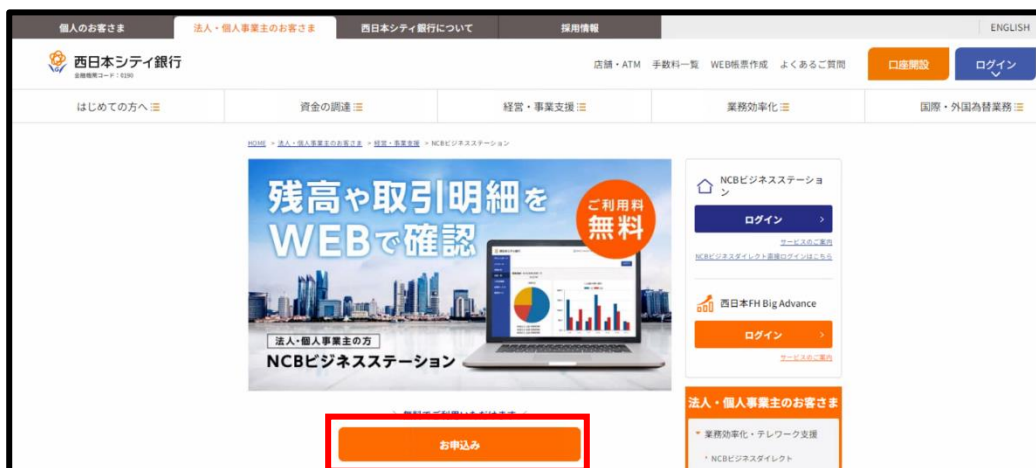 個人のお客さま
法人・個人事業主のお客さま
西日本シティ銀行について
採用情報
ENGLISH
西日本シティ銀行
金融機関コード：0190
店舗・ATM
手数料一覧
WEB帳票作成
よくあるご質問
口座開設
ログイン
はじめての方へ
資金の調達
経営・事業支援
業務効率化
国際・外国為替業務
HOME > 法人・個人事業主のお客さま > 経営・事業支援 > NCBビジネスステーション
残高や取引明細を
WEBで確認
ご利用料
無料
法人・個人事業主の方
NCBビジネスステーション
NCBビジネスステーショ
ン
ログイン
サービスのご案内
NCBビジネスダイレクト直接ログインはこちら
西日本FH Big Advance
ログイン
サービスのご案内
法人・個人事業主のお客さま
業務効率化・テレワーク支援
NCBビジネスダイレクト
お申込み